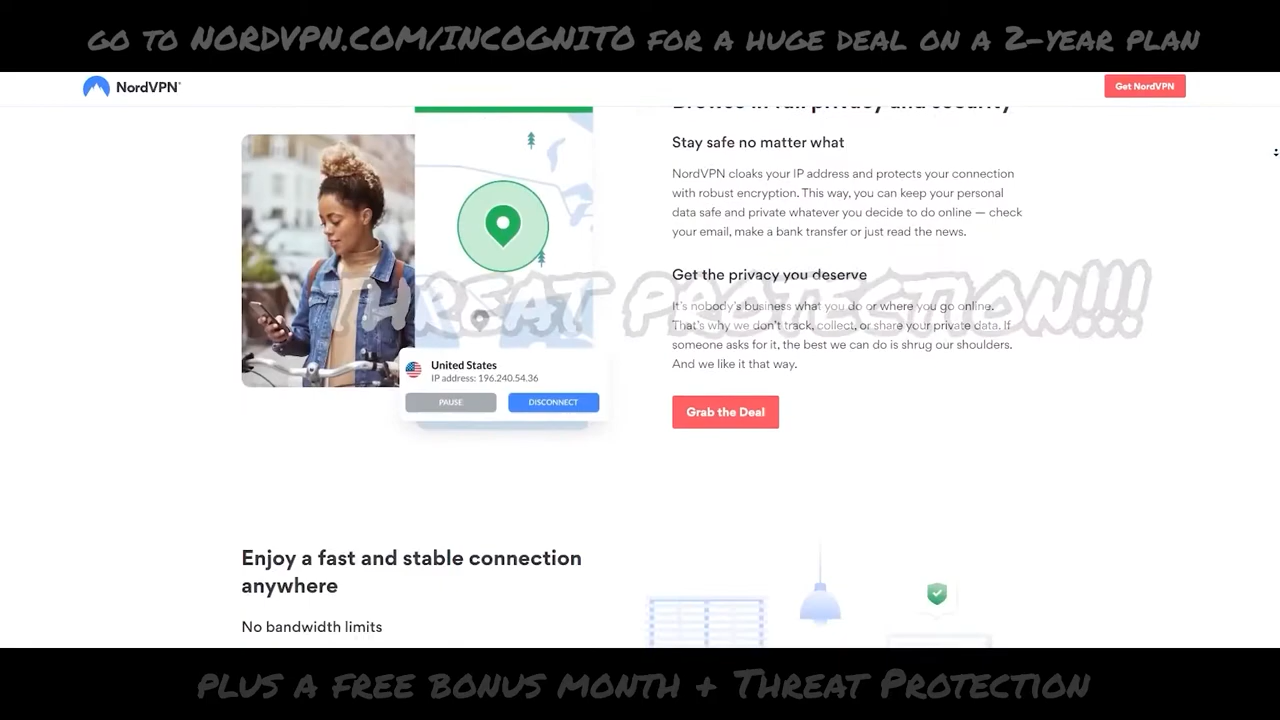 GO TO NORDVPN.COM/INCOGNITO FOR A HUGE DEAL ON A 2-YEAR PLAN
NordVPN®
Get NordVPN
Browse in full privacy and security
Stay safe no matter what
NordVPN cloaks your IP address and protects your connection
with robust encryption. This way, you can keep your personal
data safe and private whatever you decide to do online — check
your email, make a bank transfer or just read the news.
Get the privacy you deserve
THREAT PROTECTION!!!
It's nobody's business what you do or where you go online.
That's why we don't track, collect, or share your private data. If
someone asks for it, the best we can do is shrug our shoulders.
And we like it that way.
United States
IP address: 196.240.54.36
PAUSE
DISCONNECT
Grab the Deal
Enjoy a fast and stable connection
anywhere
No bandwidth limits
PLUS A FREE BONUS MONTH + THREAT PROTECTION